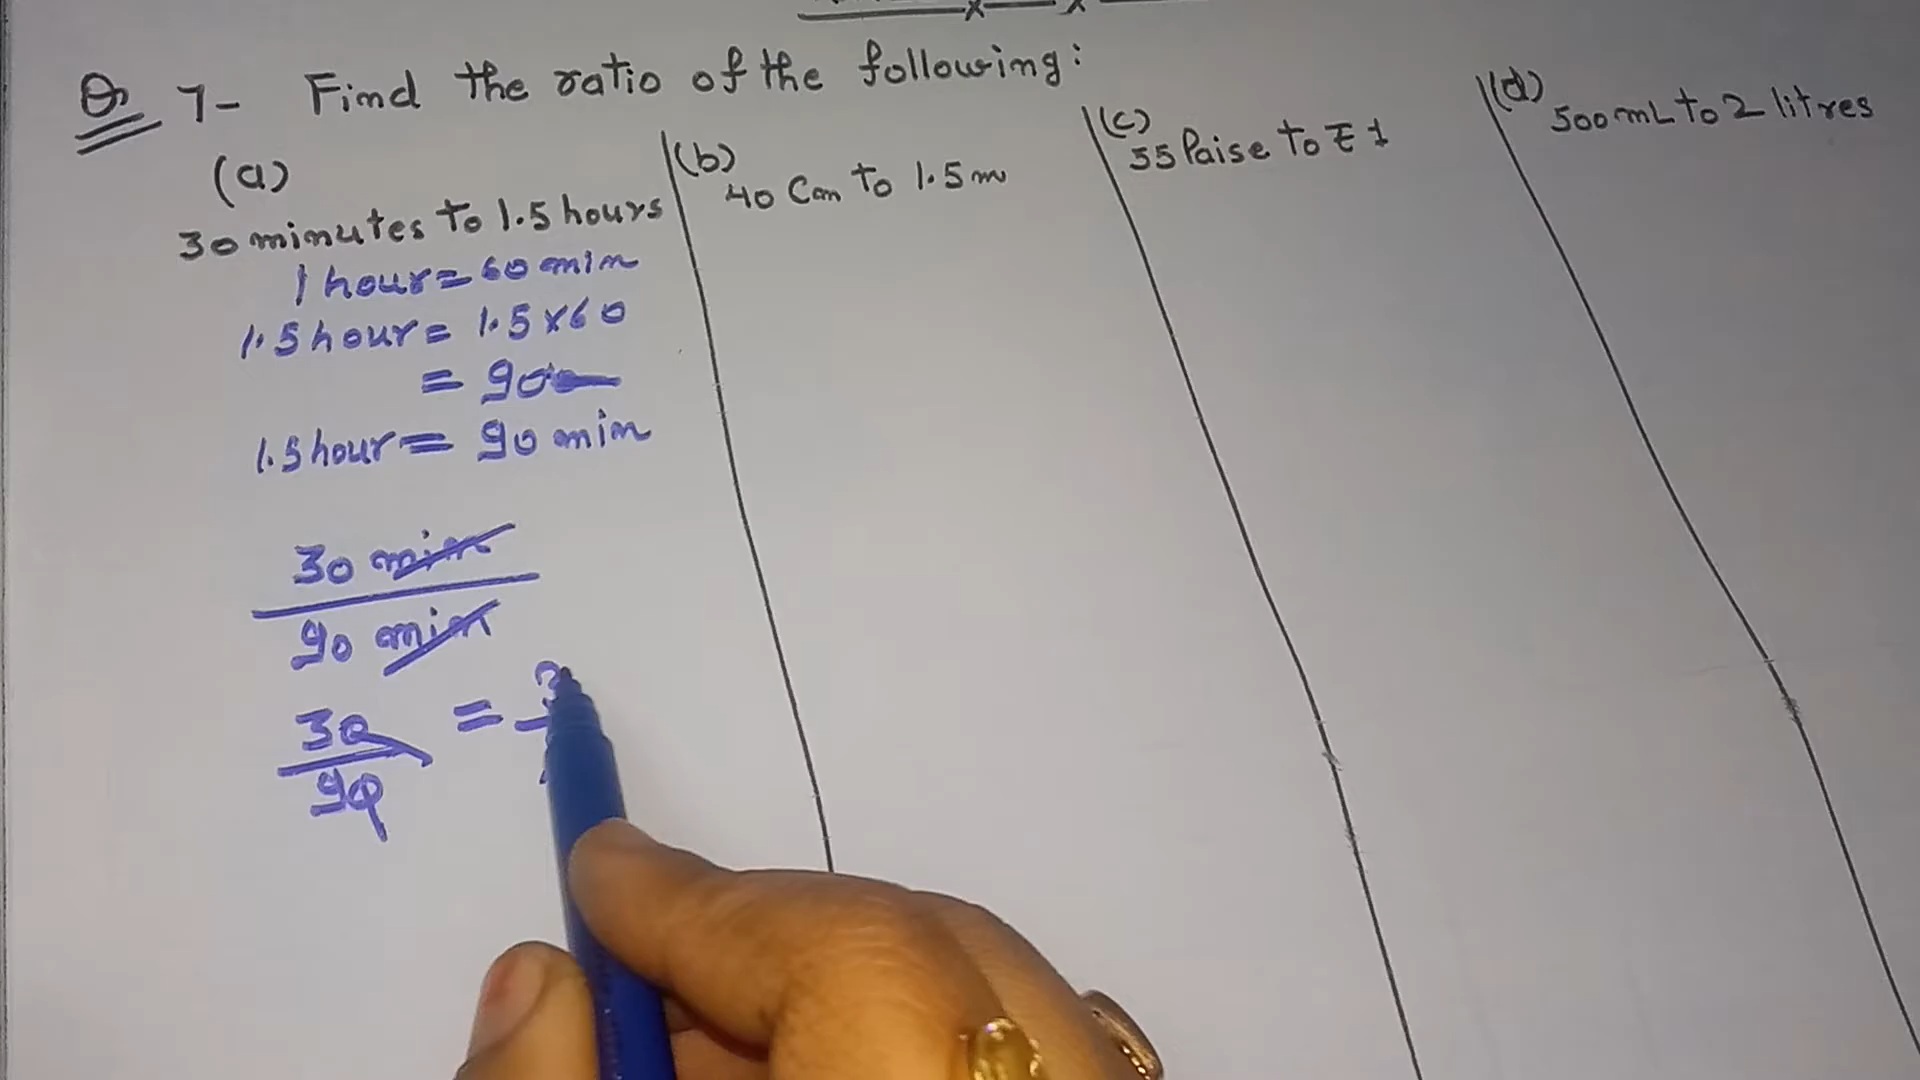 Q 7- Find the ratio of the following:
(a)
30 minutes to 1.5 hours
1 hour = 60 min
1.5 hour = 1.5 x 60
= 90
1.5 hour = 90 min
30 min
90 min
30
90
=
(b)
40 Cm to 1.5 m
(c)
55 Paise to ₹ 1
(d)
500 mL to 2 litres